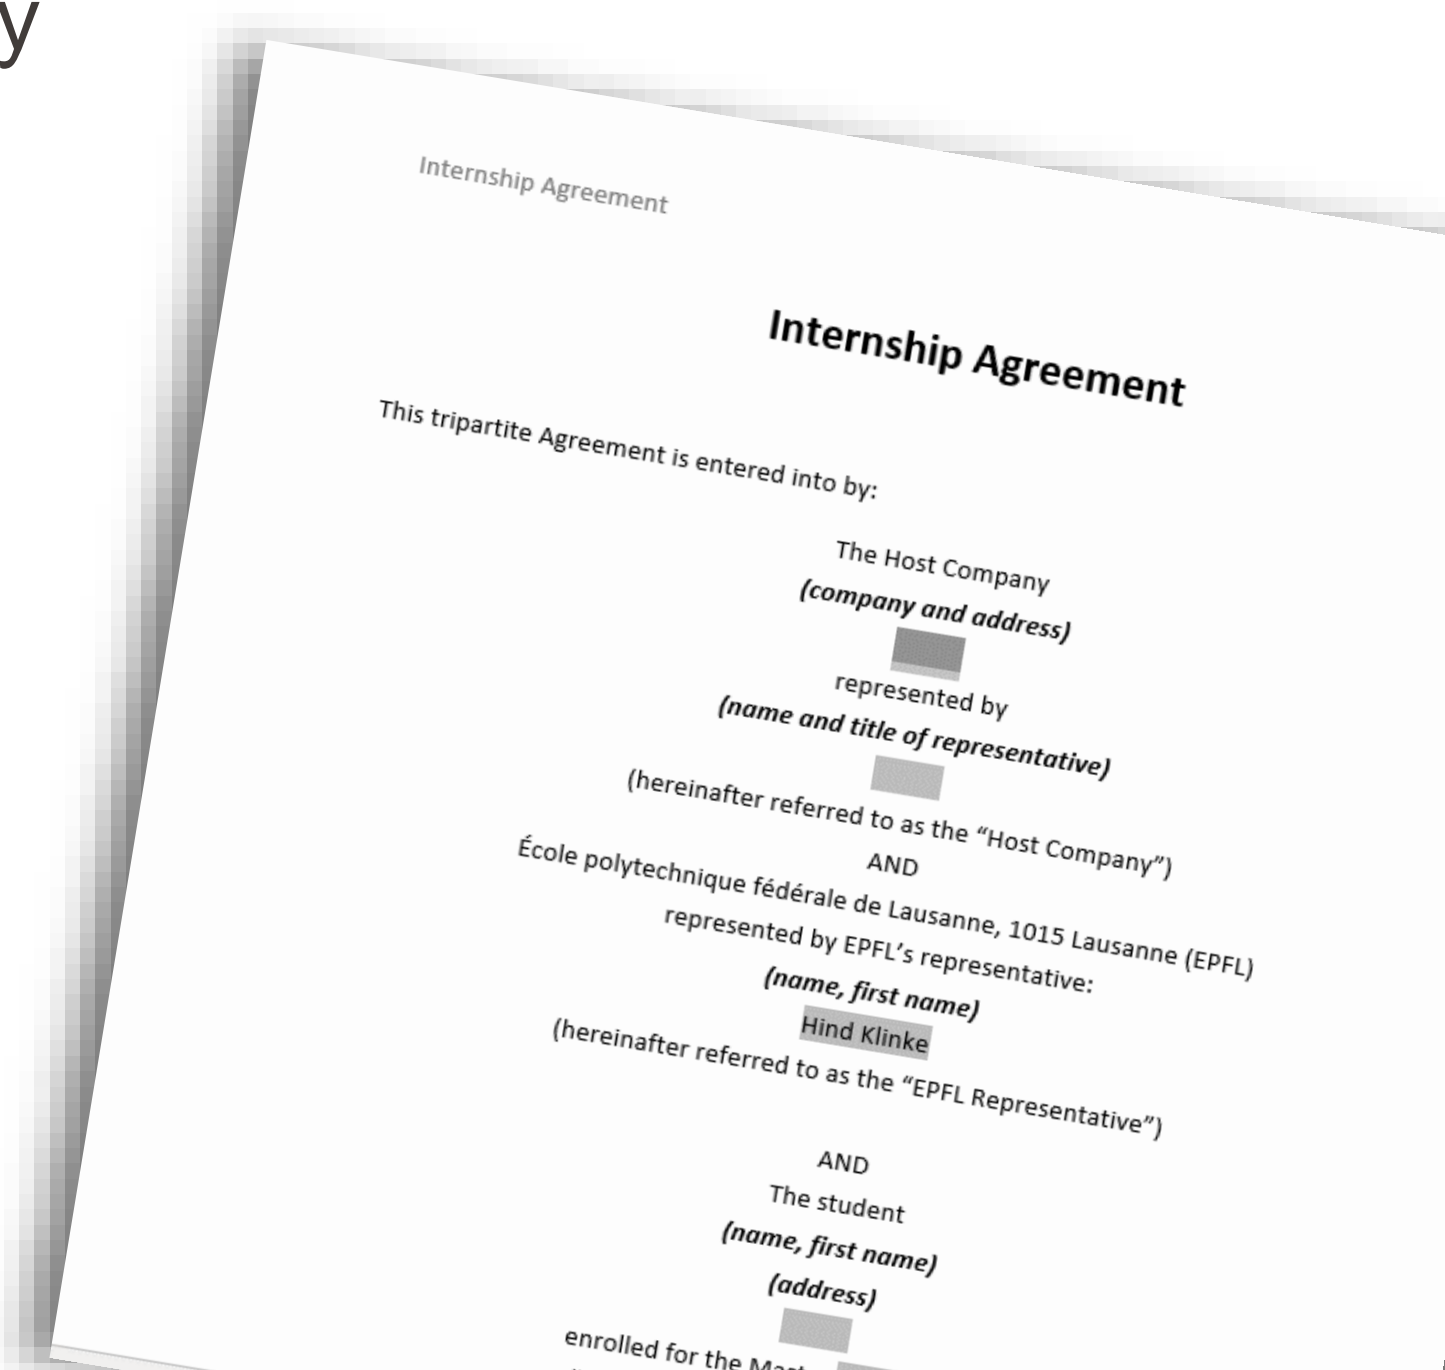 y
Internship Agreement
Internship Agreement
This tripartite Agreement is entered into by:
The Host Company
(company and address)
represented by
(name and title of representative)
(hereinafter referred to as the “Host Company”)
AND
École polytechnique fédérale de Lausanne, 1015 Lausanne (EPFL)
represented by EPFL’s representative:
(name, first name)
Hind Klinke
(hereinafter referred to as the “EPFL Representative”)
AND
The student
(name, first name)
(address)
enrolled for the